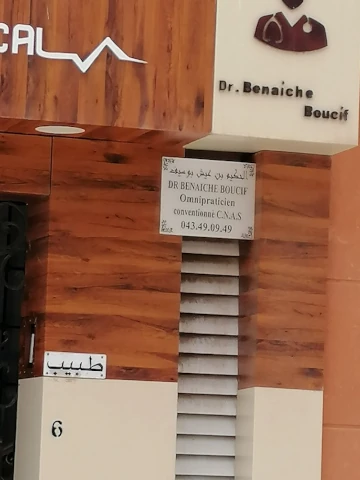 CAL
Dr. Benaiche
Boucif
الحكيم بن عيش بوسيف
DR BENAICHE BOUCIF
Omnipraticien
conventionné C.N.A.S
043.49.09.49
طبيب
6